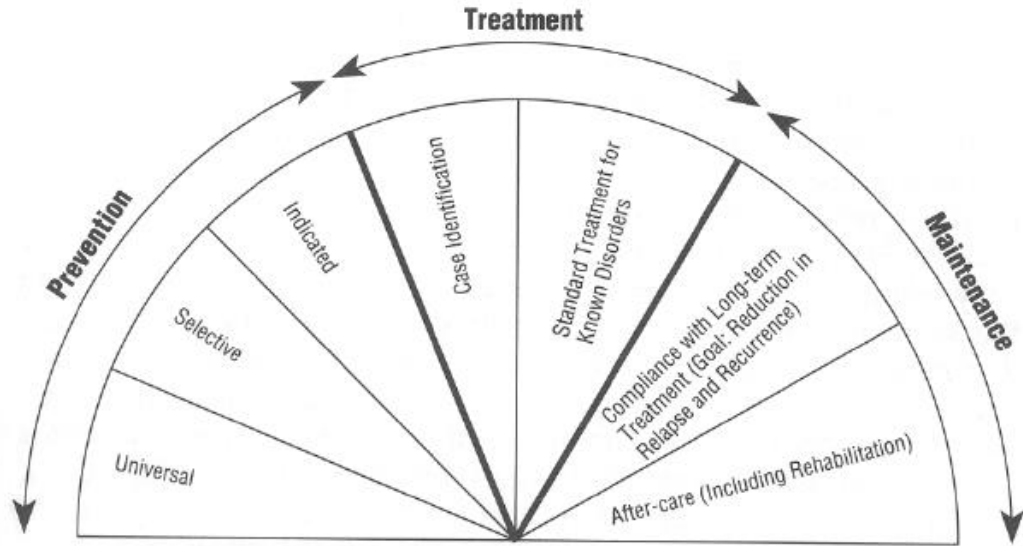 Treatment
Prevention
Maintenance
Universal
Selective
Indicated
Case Identification
Standard Treatment for
Known Disorders
Compliance with Long-term
Treatment (Goal: Reduction in
Relapse and Recurrence)
After-care (Including Rehabilitation)